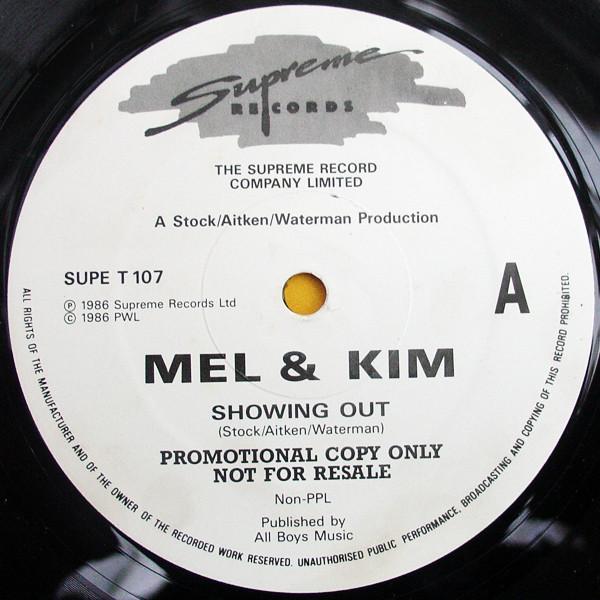 Supreme
RECORDS
THE SUPREME RECORD
COMPANY LIMITED
A Stock/Aitken/Waterman Production
SUPE T 107
℗ 1986 Supreme Records Ltd
© 1986 PWL
A
MEL & KIM
SHOWING OUT
(Stock/Aitken/Waterman)
PROMOTIONAL COPY ONLY
NOT FOR RESALE
Non-PPL
Published by
All Boys Music
ALL RIGHTS OF THE MANUFACTURER AND OF THE OWNER OF THE RECORDED WORK RESERVED. UNAUTHORISED PUBLIC PERFORMANCE, BROADCASTING AND COPYING OF THIS RECORD PROHIBITED.